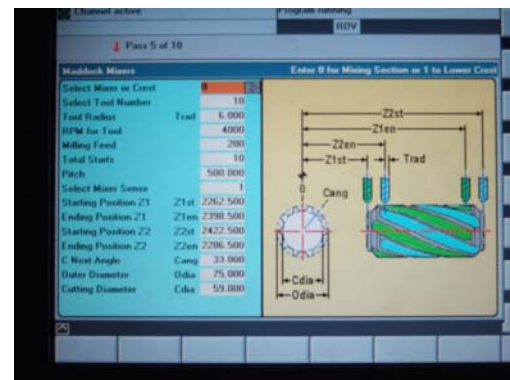 Channel active
Program running
ROV
Pass 5 of 10
Maddock Mixers
Enter 0 for Mixing Section or 1 to Lower Crest
Select Mixer or Crest 0
Select Tool Number 10
Tool Radius Trad 6.000
RPM for Tool 4000
Milling Feed 200
Total Starts 10
Pitch 500.000
Select Mixer Sense 1
Starting Position Z1 Z1st 2262.500
Ending Position Z1 Z1en 2398.500
Starting Position Z2 Z2st 2422.500
Ending Position Z2 Z2en 2286.500
C Next Angle Cang 33.000
Outer Diameter Odia 75.000
Cutting Diameter Cdia 59.000
Z2st
Z1en
Z2en
Z1st
Trad
0
Cang
Cdia
Odia